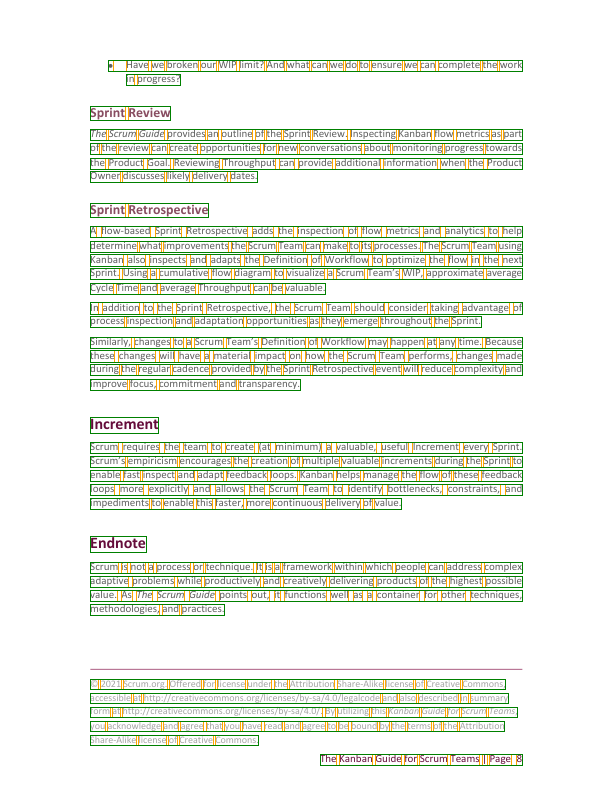 • Have we broken our WIP limit? And what can we do to ensure we can complete the work
in progress?
Sprint Review
The Scrum Guide provides an outline of the Sprint Review. Inspecting Kanban flow metrics as part
of the review can create opportunities for new conversations about monitoring progress towards
the Product Goal. Reviewing Throughput can provide additional information when the Product
Owner discusses likely delivery dates.
Sprint Retrospective
A flow-based Sprint Retrospective adds the inspection of flow metrics and analytics to help
determine what improvements the Scrum Team can make to its processes. The Scrum Team using
Kanban also inspects and adapts the Definition of Workflow to optimize the flow in the next
Sprint. Using a cumulative flow diagram to visualize a Scrum Team's WIP, approximate average
Cycle Time and average Throughput can be valuable.
In addition to the Sprint Retrospective, the Scrum Team should consider taking advantage of
process inspection and adaptation opportunities as they emerge throughout the Sprint.
Similarly, changes to a Scrum Team's Definition of Workflow may happen at any time. Because
these changes will have a material impact on how the Scrum Team performs, changes made
during the regular cadence provided by the Sprint Retrospective event will reduce complexity and
improve focus, commitment and transparency.
Increment
Scrum requires the team to create (at minimum) a valuable, useful Increment every Sprint.
Scrum's empiricism encourages the creation of multiple valuable increments during the Sprint to
enable fast inspect and adapt feedback loops. Kanban helps manage the flow of these feedback
loops more explicitly and allows the Scrum Team to identify bottlenecks, constraints, and
impediments to enable this faster, more continuous delivery of value.
Endnote
Scrum is not a process or technique. It is a framework within which people can address complex
adaptive problems while productively and creatively delivering products of the highest possible
value. As The Scrum Guide points out, it functions well as a container for other techniques,
methodologies, and practices.
© 2021 Scrum.org. Offered for license under the Attribution Share-Alike license of Creative Commons,
accessible at http://creativecommons.org/licenses/by-sa/4.0/legalcode and also described in summary
form at http://creativecommons.org/licenses/by-sa/4.0/. By utilizing this Kanban Guide for Scrum Teams,
you acknowledge and agree that you have read and agree to be bound by the terms of the Attribution
Share-Alike license of Creative Commons.
The Kanban Guide for Scrum Teams | Page 8